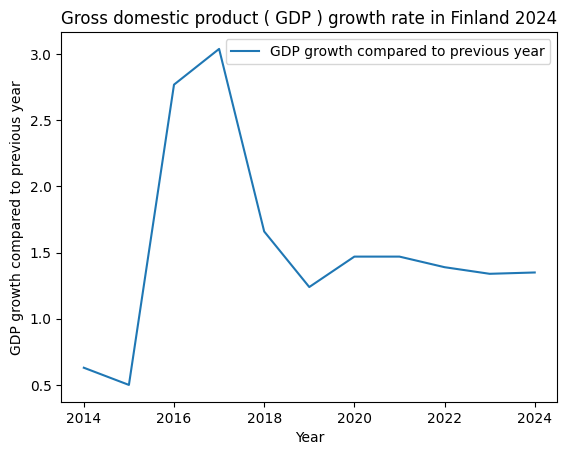 Gross domestic product ( GDP ) growth rate in Finland 2024
GDP growth compared to previous year
GDP growth compared to previous year
3.0
2.5
2.0
1.5
1.0
0.5
2014 2016 2018 2020 2022 2024
Year